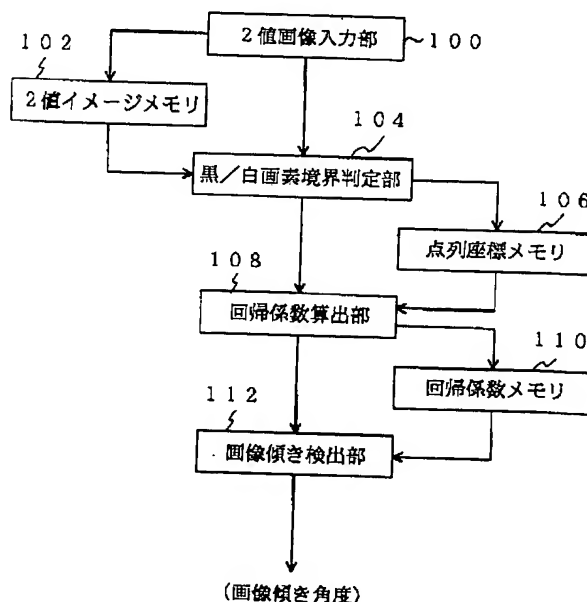 2値画像入力部
100
102
2値イメージメモリ
104
黒/白画素境界判定部
106
点列座標メモリ
108
回帰係数算出部
110
回帰係数メモリ
112
画像傾き検出部
(画像傾き角度)